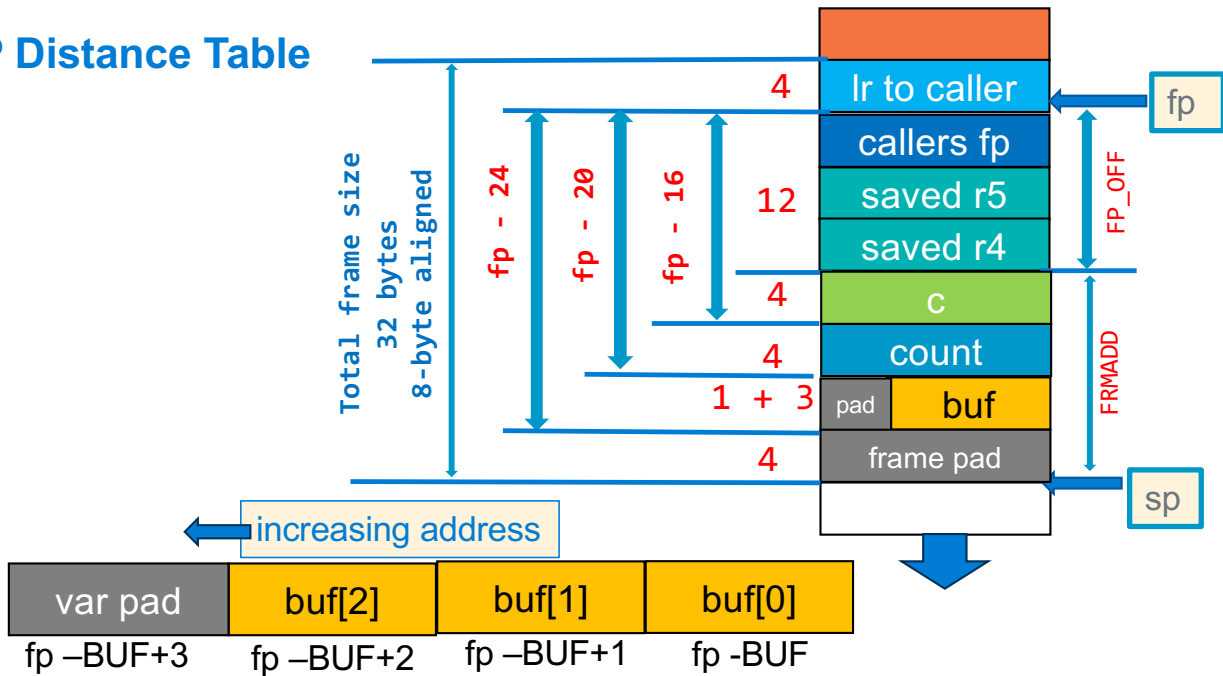 P Distance Table
4
lr to caller
fp
callers fp
saved r5
saved r4
12
FP_OFF
Total frame size
32 bytes
8-byte aligned
fp - 24
fp - 20
fp - 16
4
c
4
count
1 + 3
pad
buf
4
frame pad
FRMADD
sp
increasing address
var pad
buf[2]
buf[1]
buf[0]
fp –BUF+3
fp –BUF+2
fp –BUF+1
fp -BUF